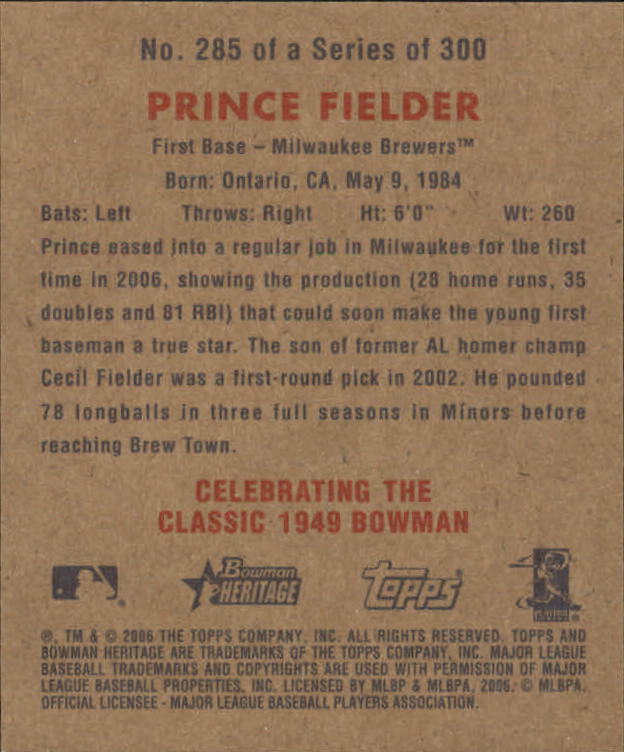 No. 285 of a Series of 300
PRINCE FIELDER
First Base – Milwaukee Brewers™
Born: Ontario, CA, May 9, 1984
Bats: Left Throws: Right Ht: 6'0" Wt: 260
Prince eased into a regular job in Milwaukee for the first
time in 2006, showing the production (28 home runs, 35
doubles and 81 RBI) that could soon make the young first
baseman a true star. The son of former AL homer champ
Cecil Fielder was a first-round pick in 2002. He pounded
78 longballs in three full seasons in Minors before
reaching Brew Town.
CELEBRATING THE
CLASSIC 1949 BOWMAN
Bowman
HERITAGE
Topps®
®, TM & © 2006 THE TOPPS COMPANY, INC. ALL RIGHTS RESERVED. TOPPS AND
BOWMAN HERITAGE ARE TRADEMARKS OF THE TOPPS COMPANY, INC. MAJOR LEAGUE
BASEBALL TRADEMARKS AND COPYRIGHTS ARE USED WITH PERMISSION OF MAJOR
LEAGUE BASEBALL PROPERTIES, INC. LICENSED BY MLBP & MLBPA, 2006. © MLBPA,
OFFICIAL LICENSEE - MAJOR LEAGUE BASEBALL PLAYERS ASSOCIATION.